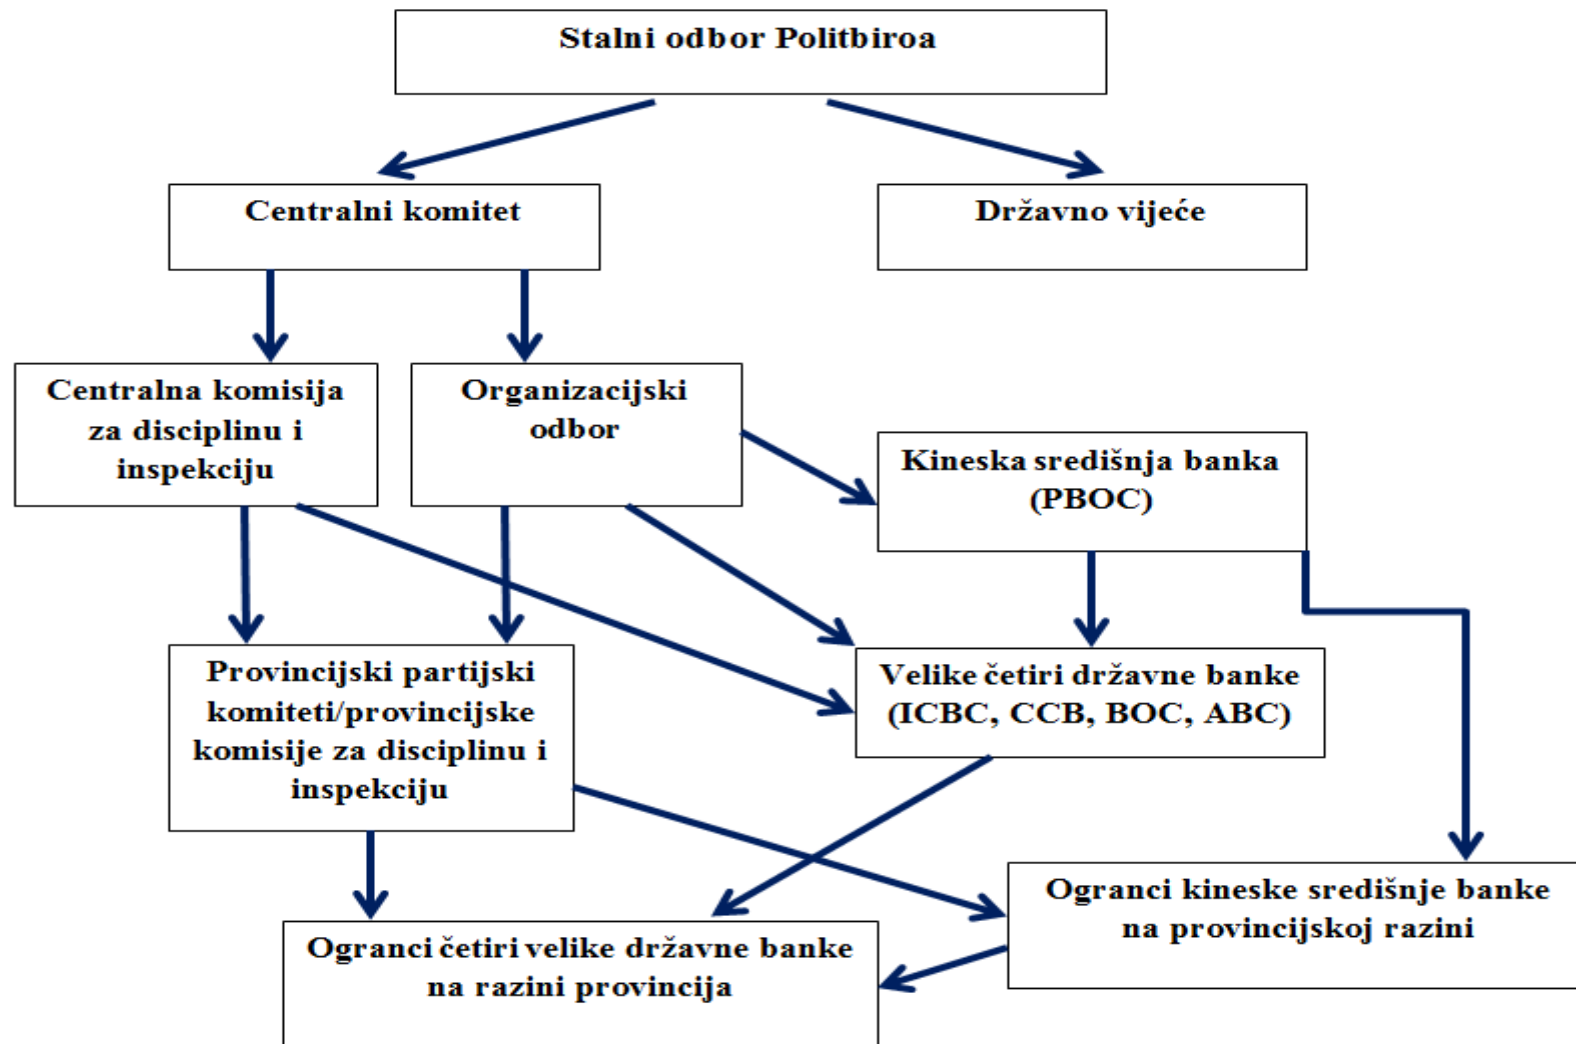 Stalni odbor Politbiroa
Centralni komitet
Državno vijeće
Centralna komisija
za disciplinu i
inspekciju
Organizacijski
odbor
Kineska središnja banka
(PBOC)
Provincijski partijski
komiteti/provincijske
komisije za disciplinu i
inspekciju
Velike četiri državne banke
(ICBC, CCB, BOC, ABC)
Ogranci kineske središnje banke
na provincijskoj razini
Ogranci četiri velike državne banke
na razini provincija